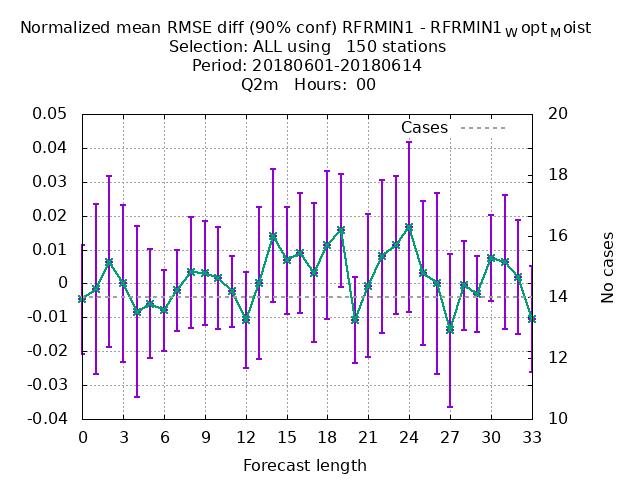 Normalized mean RMSE diff (90% conf) RFRMIN1 - RFRMIN1WoptMoist
Selection: ALL using   150 stations
Period: 20180601-20180614
Q2m   Hours:  00
0.05 20
Cases
0.04
0.03 18
0.02
0.01 16
0
-0.01 14
-0.02 12
-0.03
-0.04 10
No cases
0 3 6 9 12 15 18 21 24 27 30 33
Forecast length